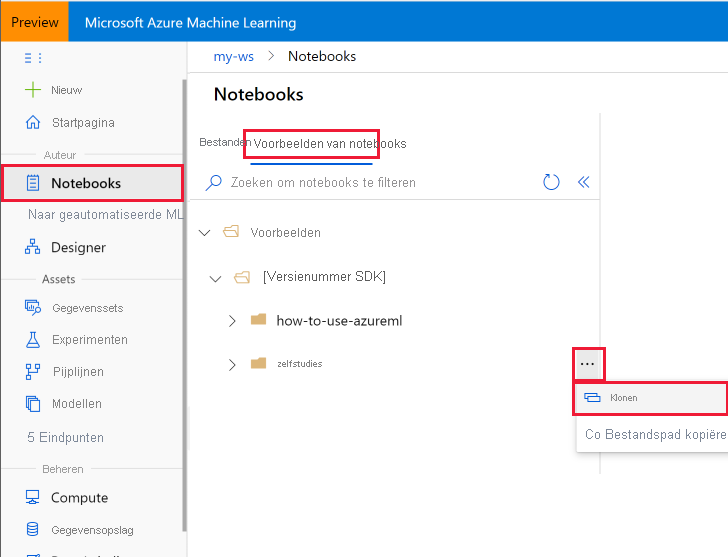 Preview
Microsoft Azure Machine Learning
my-ws > Notebooks
Nieuw
Startpagina
Auteur
Notebooks
Naar geautomatiseerde ML
Designer
Assets
Gegevenssets
Experimenten
Pijplijnen
Modellen
5 Eindpunten
Beheren
Compute
Gegevensopslag
Notebooks
Bestanden
Voorbeelden van notebooks
Zoeken om notebooks te filteren
Voorbeelden
[Versienummer SDK]
how-to-use-azureml
zelfstudies
...
Klonen
Co Bestandspad kopiëre